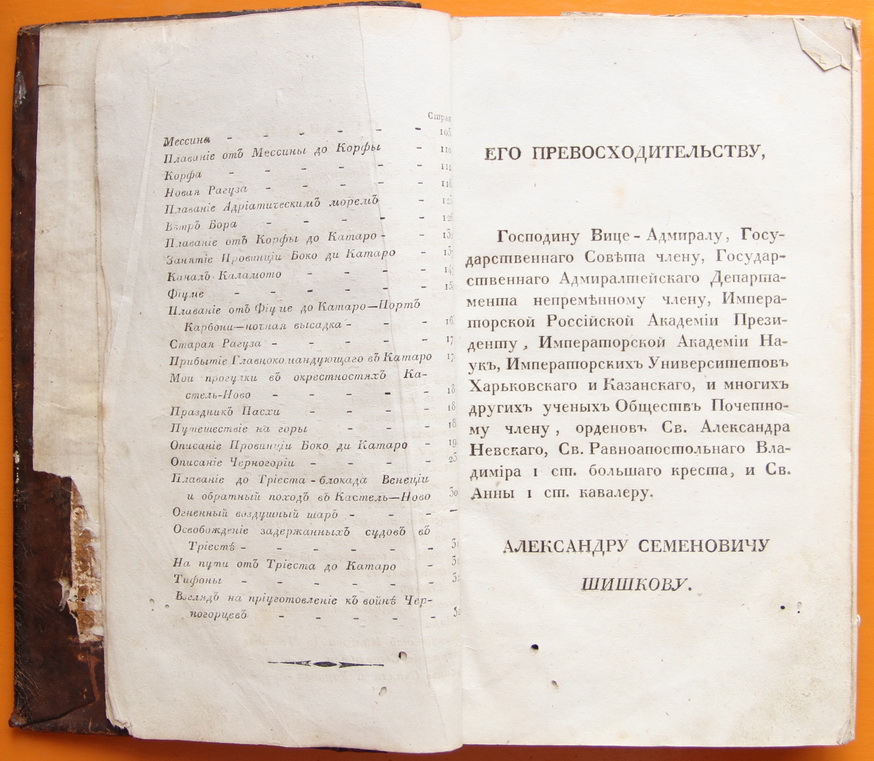 Стран
Мессина – – – – – – 105
Плаваніе отъ Мессины до Корфы – 110
Корфа – – – – – –
Новая Рагуза – – – – –
Плаваніе Адріатическимъ моремъ –
Вѣтръ Бора – – – – –
Плаваніе отъ Корфы до Катаро – –
Занятіе Провинціи Боко ди Катаро –
Каналъ Каламото – – – –
Фіуме – – – – – –
Плаваніе отъ Фіуме до Катаро—Порто
Карбони—ночная высадка – – –
Старая Рагуза – – – – –
Прибытіе Главнокомандующаго въ Катаро
Мои прогулки въ окрестностяхъ Ка-
стель-Ново – – – – –
Праздникъ Пасхи – – – –
Путешествіе на горы – – – –
Описаніе Провинціи Боко ди Катаро –
Описаніе Черногоріи – – – –
Плаваніе до Тріеста - блокада Венеціи
и обратный походъ въ Кастель—Ново
Огненный воздушный шаръ – – – –
Освобожденіе задержанныхъ судовъ въ
Тріестѣ – – – – – –
На пути отъ Тріеста до Катаро –
Тифоны – – – – – –
Взглядъ на пріуготовленіе къ войнѣ Чер-
ногорцевъ – – – – –
ЕГО ПРЕВОСХОДИТЕЛЬСТВУ,
Господину Вице - Адмиралу, Госу-
дарственнаго Совѣта члену, Государ-
ственнаго Адмиралтейскаго Департа-
мента непремѣнному члену, Импера-
торской Россійской Академіи Прези-
денту, Императорской Академіи На-
укъ, Императорскихъ Университетовъ
Харьковскаго и Казанскаго, и многихъ
другихъ ученыхъ Обществъ Почетно-
му члену, орденовъ Св. Александра
Невскаго, Св. Равноапостольнаго Вла-
диміра 1 ст. большаго креста, и Св.
Анны 1 ст. кавалеру.
АЛЕКСАНДРУ СЕМЕНОВИЧУ
ШИШКОВУ.